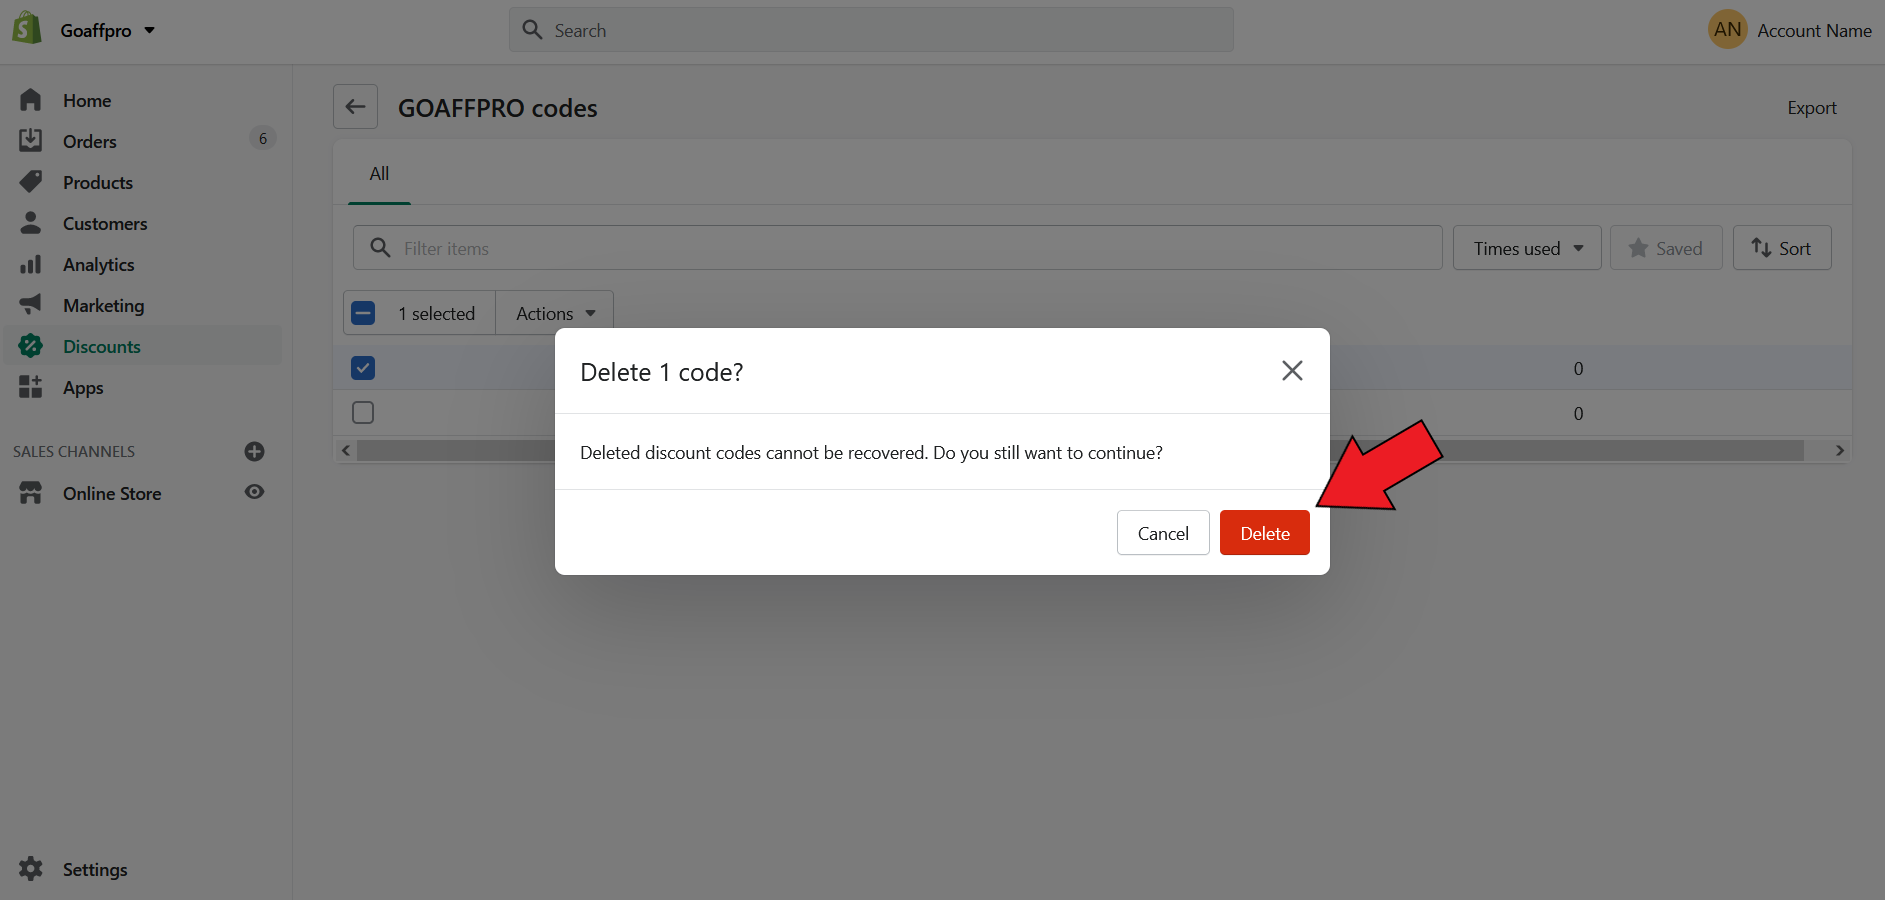 Goaffpro
Search
AN Account Name
Home
Orders 6
Products
Customers
Analytics
Marketing
Discounts
Apps
SALES CHANNELS
Online Store
Settings
GOAFFPRO codes
Export
All
Filter items
Times used
Saved
Sort
1 selected
Actions
0
0
Delete 1 code?
Deleted discount codes cannot be recovered. Do you still want to continue?
Cancel
Delete